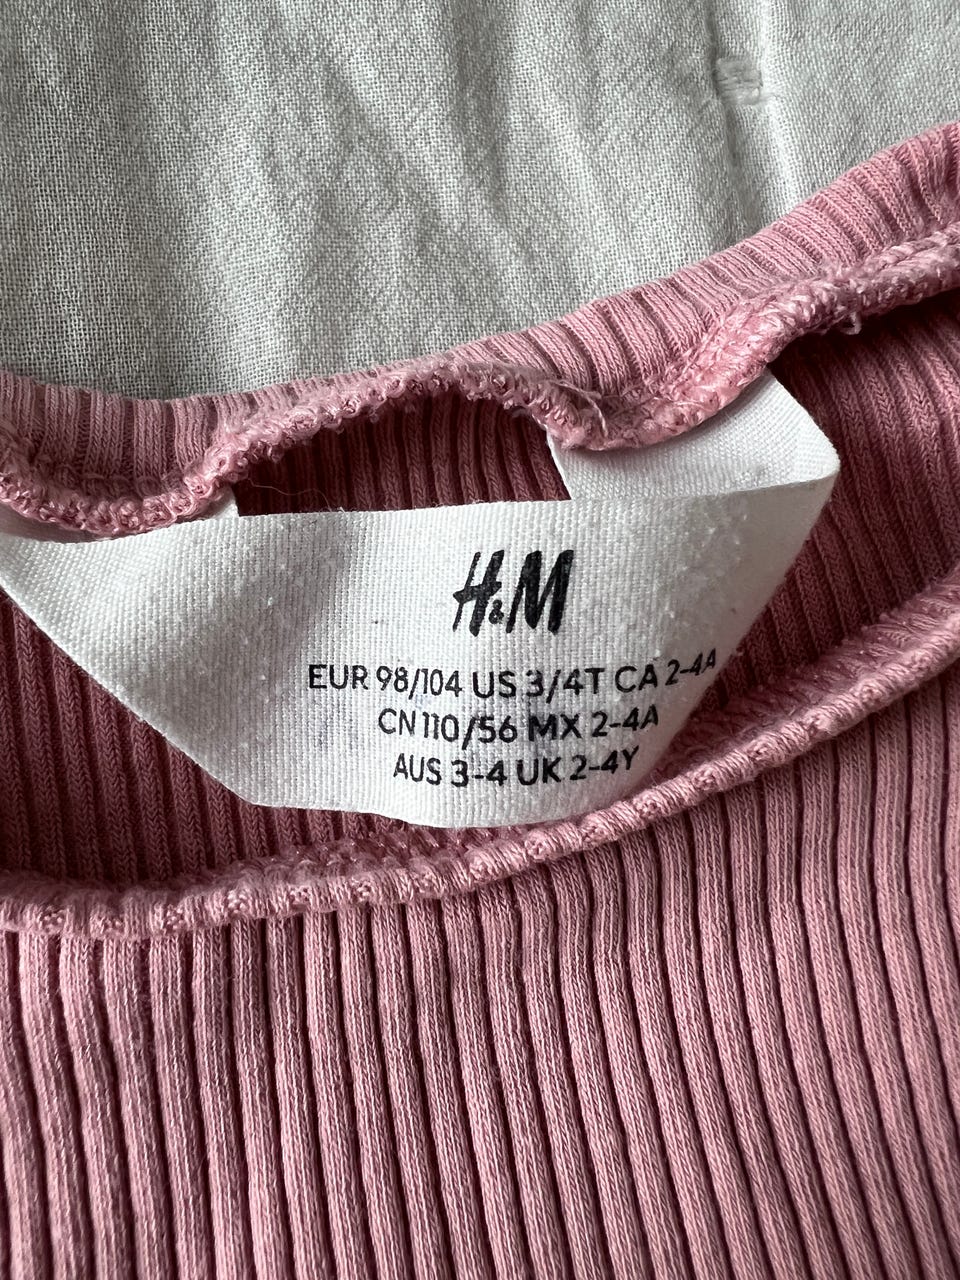 H&M
EUR 98/104 US 3/4T CA 2-4A
CN 110/56 MX 2-4A
AUS 3-4 UK 2-4Y